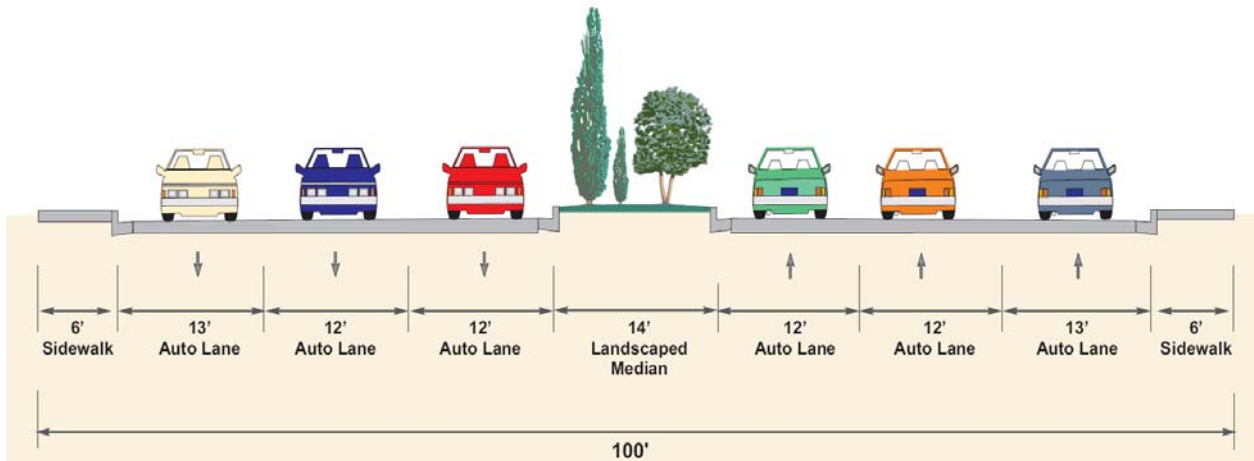 6’ 13’ 12’ 12’ 14’ 12’ 12’ 13’ 6’
Sidewalk Auto Lane Auto Lane Auto Lane Landscaped Auto Lane Auto Lane Auto Lane Sidewalk
Median
100'